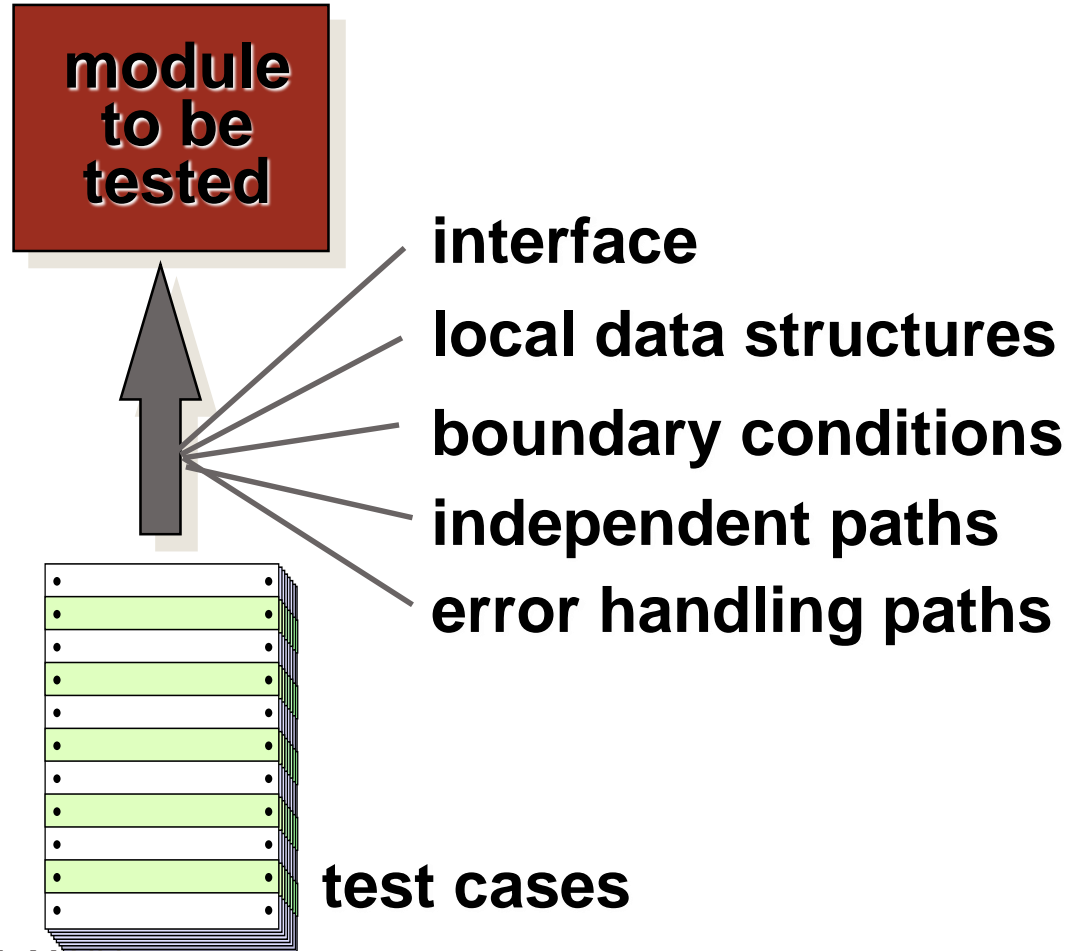 module
to be
tested
interface
local data structures
boundary conditions
independent paths
error handling paths
test cases